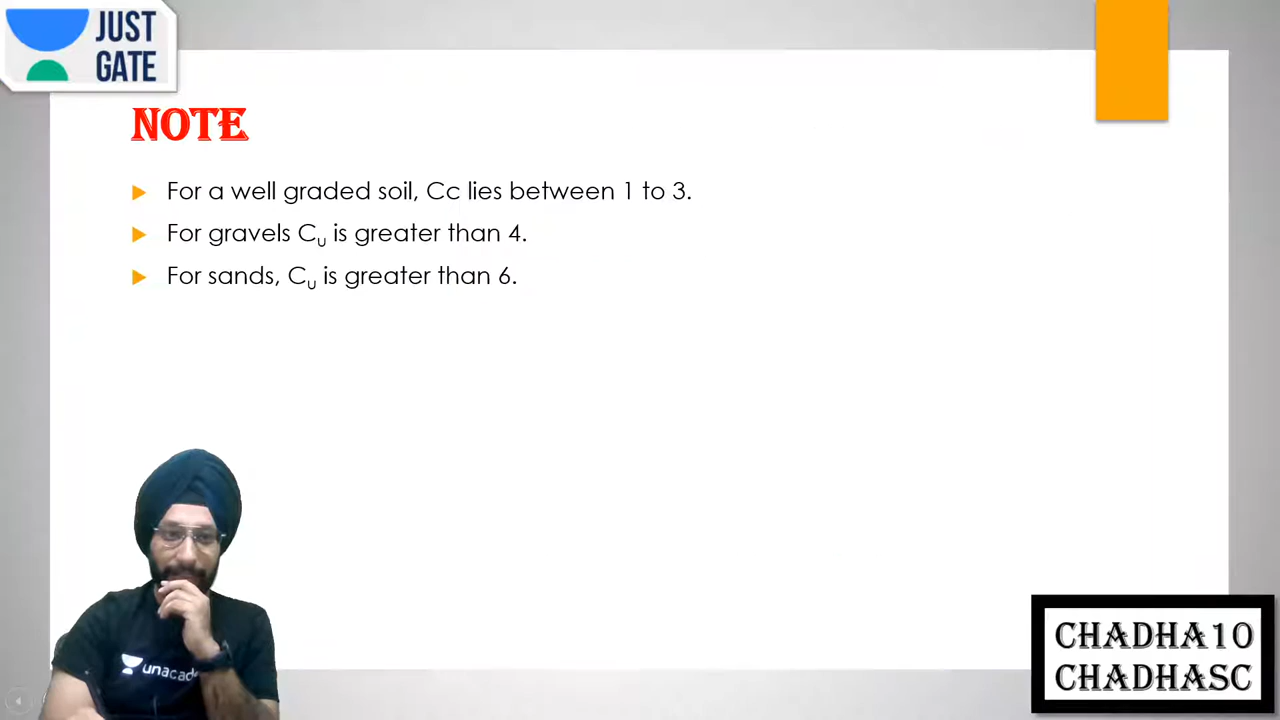 JUST
GATE
NOTE
For a well graded soil, Cc lies between 1 to 3.
For gravels Cu is greater than 4.
For sands, Cu is greater than 6.
unacade
CHADHA10
CHADHASC